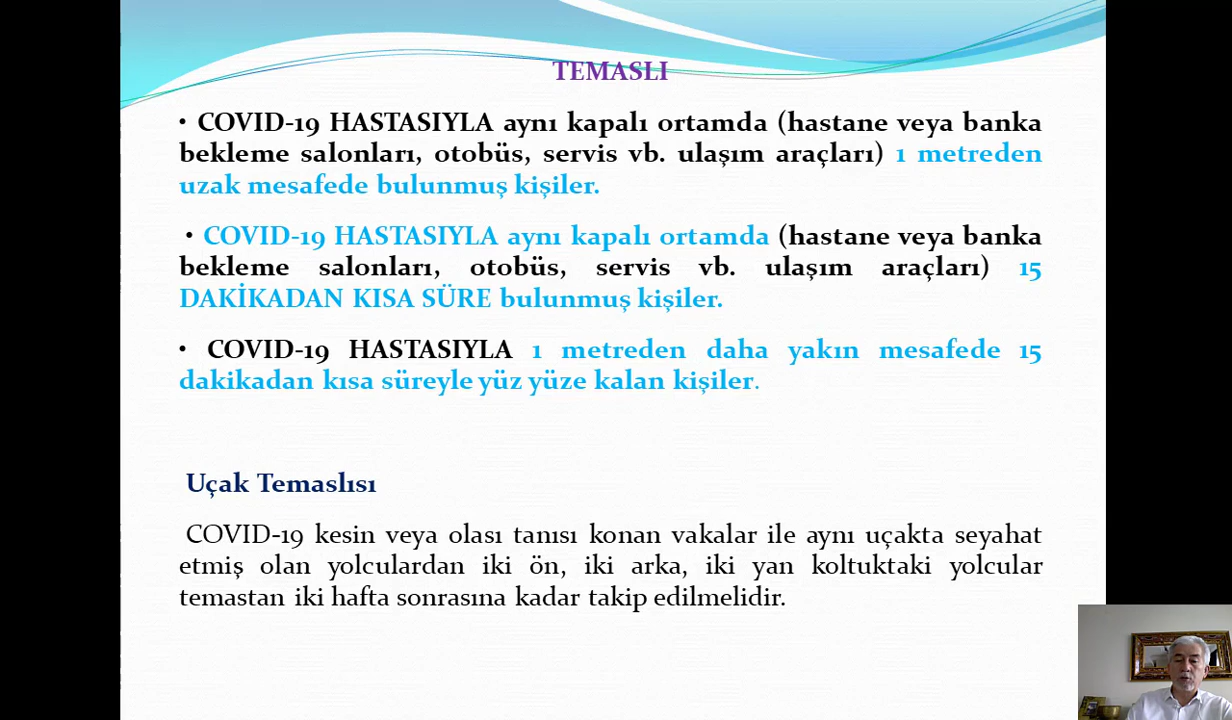 TEMASLI
• COVID-19 HASTASIYLA aynı kapalı ortamda (hastane veya banka
bekleme salonları, otobüs, servis vb. ulaşım araçları) 1 metreden
uzak mesafede bulunmuş kişiler.
• COVID-19 HASTASIYLA aynı kapalı ortamda (hastane veya banka
bekleme salonları, otobüs, servis vb. ulaşım araçları) 15
DAKİKADAN KISA SÜRE bulunmuş kişiler.
• COVID-19 HASTASIYLA 1 metreden daha yakın mesafede 15
dakikadan kısa süreyle yüz yüze kalan kişiler.
Uçak Temaslısı
COVID-19 kesin veya olası tanısı konan vakalar ile aynı uçakta seyahat
etmiş olan yolculardan iki ön, iki arka, iki yan koltuktaki yolcular
temastan iki hafta sonrasına kadar takip edilmelidir.